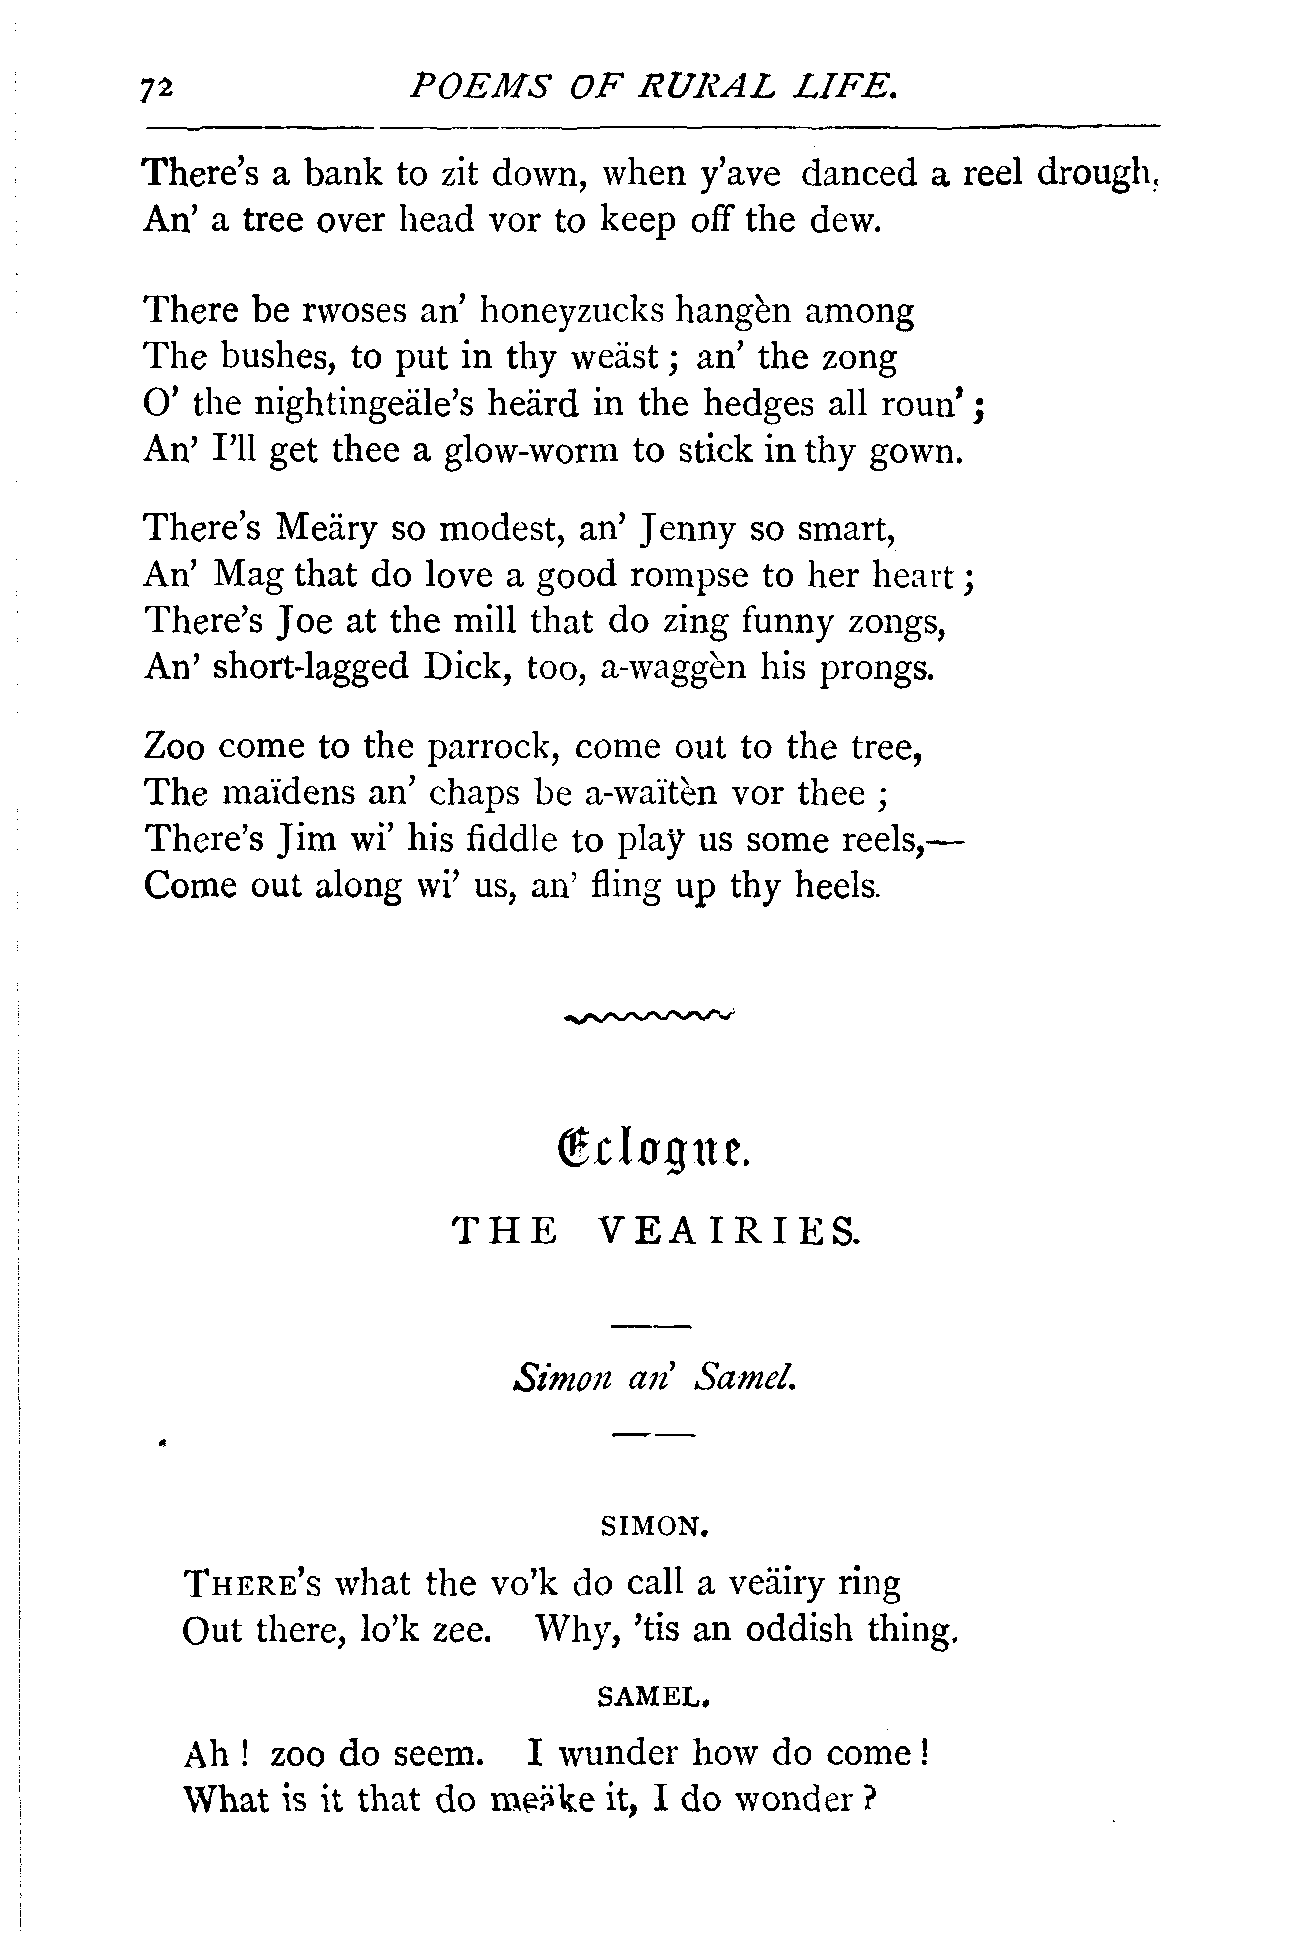 72 POEMS OF RURAL LIFE.
There's a bank to zit down, when y'ave danced a reel drough,
An' a tree over head vor to keep off the dew.
There be rwoses an' honeyzucks hangèn among
The bushes, to put in thy weäst; an' the zong
O' the nightingeäle's heärd in the hedges all roun';
An' I'll get thee a glow-worm to stick in thy gown.
There's Meäry so modest, an' Jenny so smart,
An' Mag that do love a good rompse to her heart;
There's Joe at the mill that do zing funny zongs,
An' short-lagged Dick, too, a-waggèn his prongs.
Zoo come to the parrock, come out to the tree,
The maïdens an' chaps be a-waïtèn vor thee;
There's Jim wi' his fiddle to plaÿ us some reels,—
Come out along wi' us, an' fling up thy heels.
Eclogue.
THE VEAIRIES.
Simon an' Samel.
SIMON.
THERE'S what the vo'k do call a veäiry ring
Out there, lo'k zee. Why, 'tis an oddish thing.
SAMEL.
Ah! zoo do seem. I wunder how do come!
What is it that do meäke it, I do wonder?